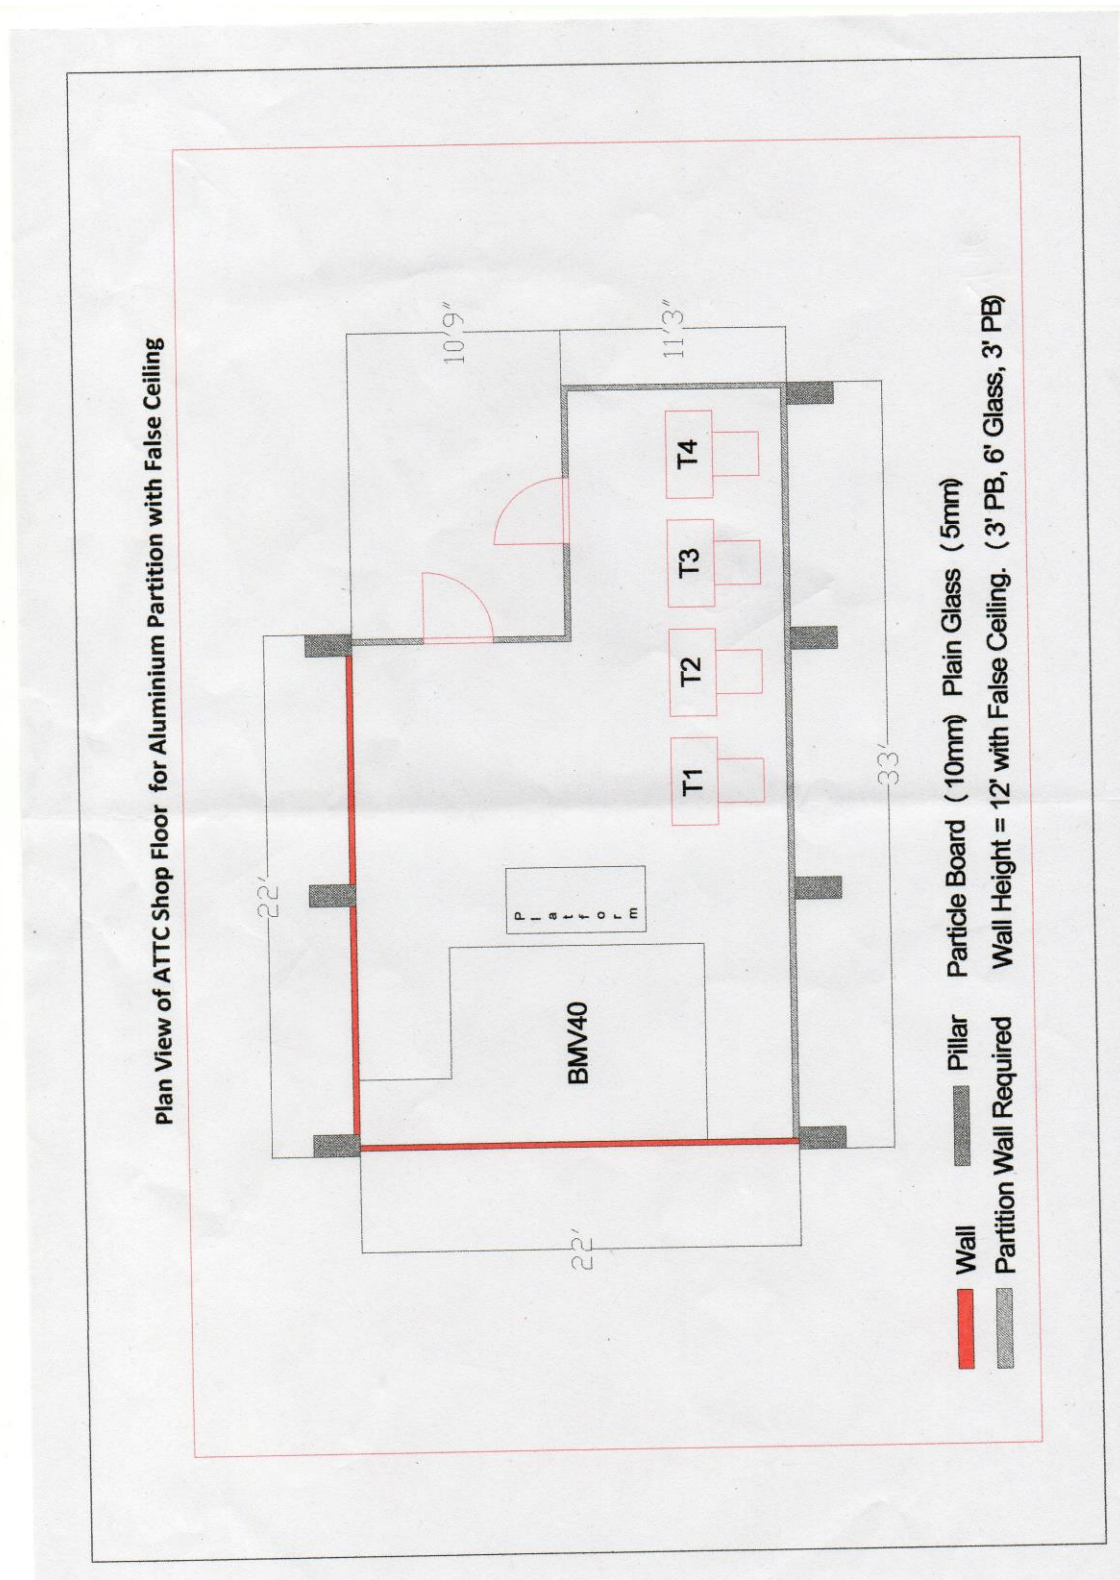 Plan View of ATTC Shop Floor for Aluminium Partition with False Ceiling
22'
10'9"
22'
BMV40
Platform
T1
T2
T3
T4
11'3"
33'
Wall
Pillar
Particle Board (10mm) Plain Glass (5mm)
Partition Wall Required
Wall Height = 12' with False Ceiling. (3' PB, 6' Glass, 3' PB)